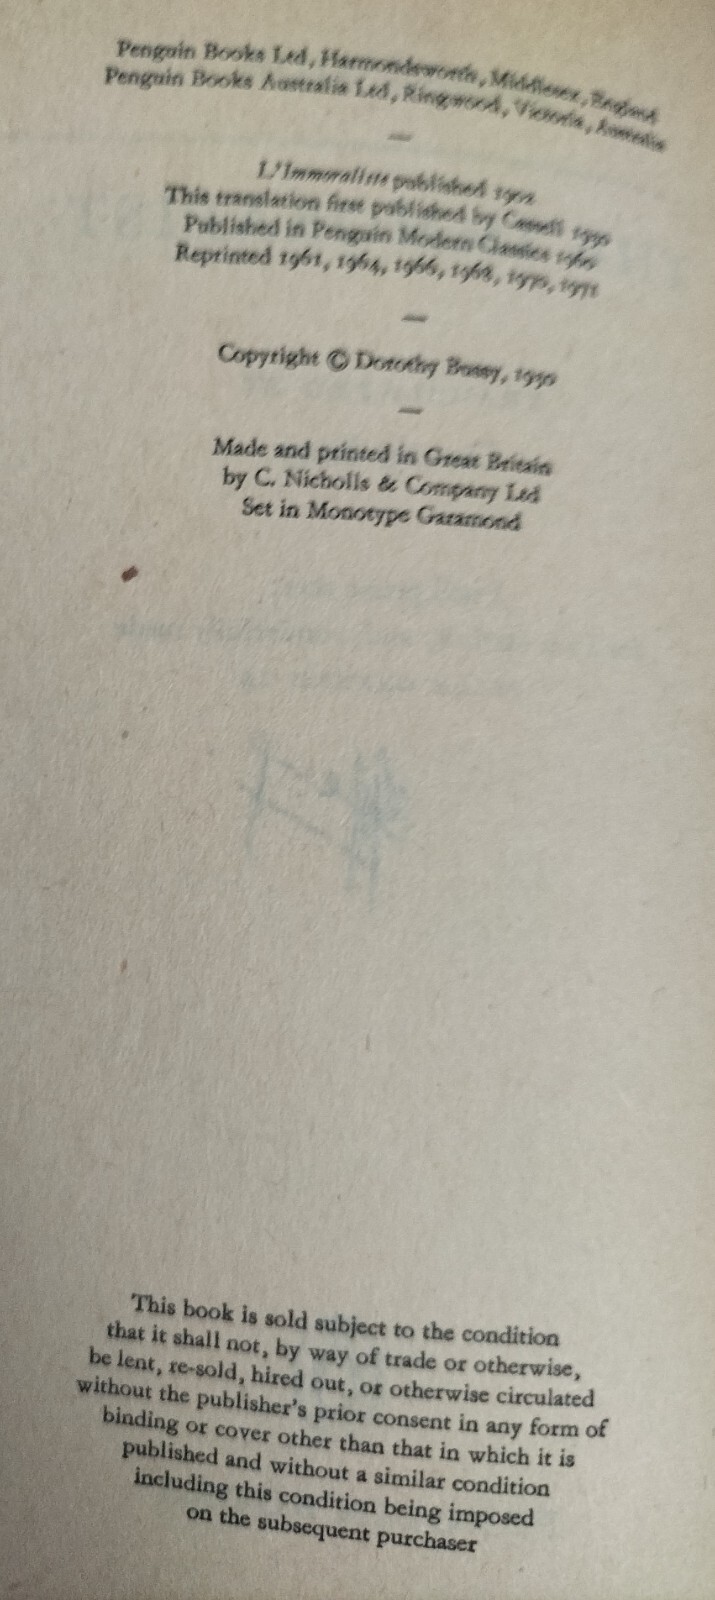 Penguin Books Ltd, Harmondsworth, Middlesex, England
Penguin Books Australia Ltd, Ringwood, Victoria, Australia
L'Immoraliste published 1902
This translation first published by Cassell 1930
Published in Penguin Modern Classics 1960
Reprinted 1961, 1964, 1966, 1968, 1970, 1971
Copyright © Dorothy Bussy, 1930
Made and printed in Great Britain
by C. Nicholls & Company Ltd
Set in Monotype Garamond
This book is sold subject to the condition
that it shall not, by way of trade or otherwise,
be lent, re-sold, hired out, or otherwise circulated
without the publisher's prior consent in any form of
binding or cover other than that in which it is
published and without a similar condition
including this condition being imposed
on the subsequent purchaser